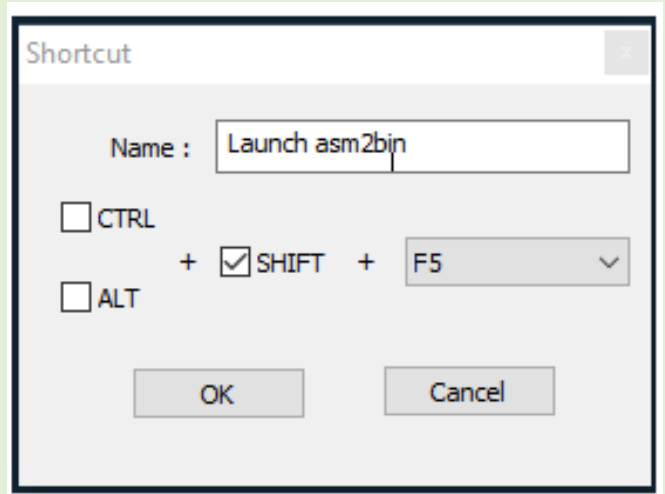 Shortcut
x
Name : Launch asm2bin
CTRL
+ SHIFT + F5
ALT
OK Cancel